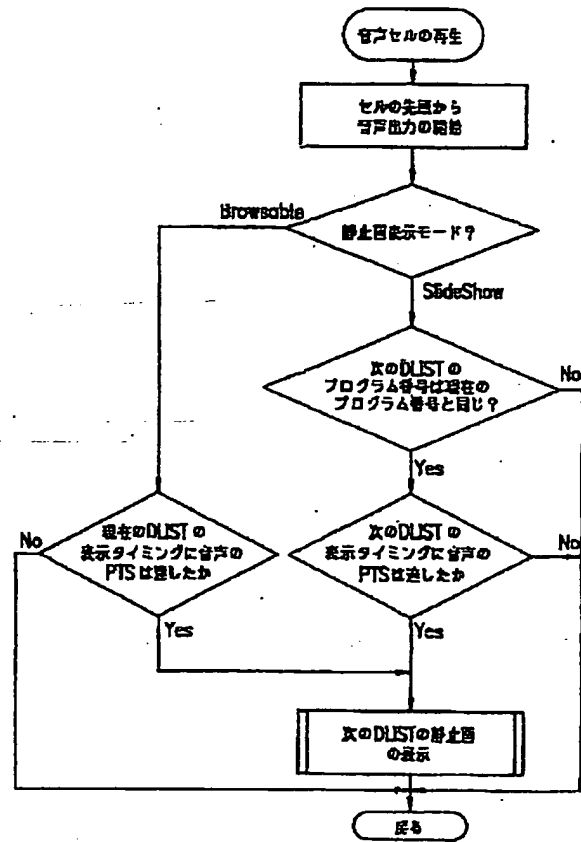 音声セルの再生
セルの先頭から
音声出力の開始
Browsable
静止画表示モード?
SlideShow
次のDLISTの
プログラム番号は現在の
プログラム番号と同じ?
No
Yes
現在のDLISTの
表示タイミングに音声の
PTSは達したか
No
Yes
次のDLISTの
表示タイミングに音声の
PTSは達したか
No
Yes
次のDLISTの静止画
の表示
戻る